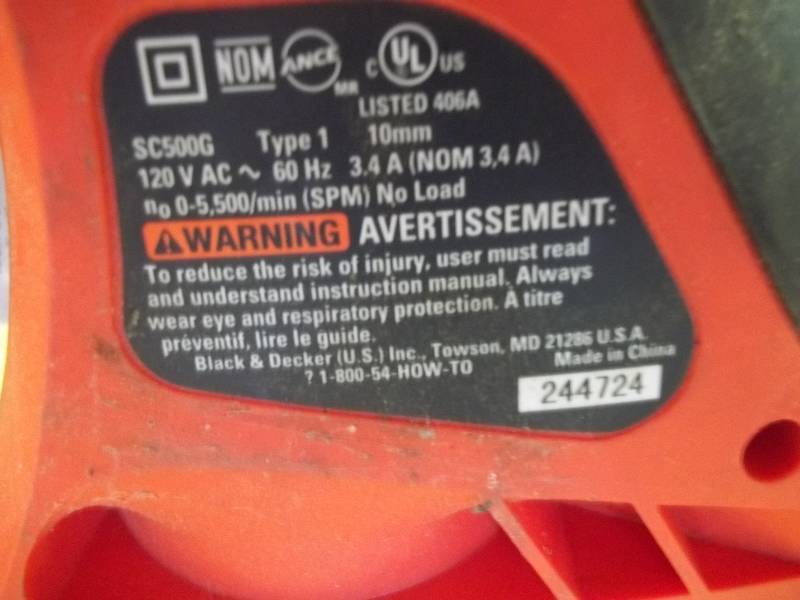 NOM ANCE MR C UL US
LISTED 406A
SC500G Type 1 10mm
120 V AC ~ 60 Hz 3.4 A (NOM 3,4 A)
no 0-5,500/min (SPM) No Load
WARNING AVERTISSEMENT:
To reduce the risk of injury, user must read
and understand instruction manual. Always
wear eye and respiratory protection. À titre
préventif, lire le guide.
Black & Decker (U.S.) Inc., Towson, MD 21286 U.S.A.
? 1-800-54-HOW-TO Made in China
244724